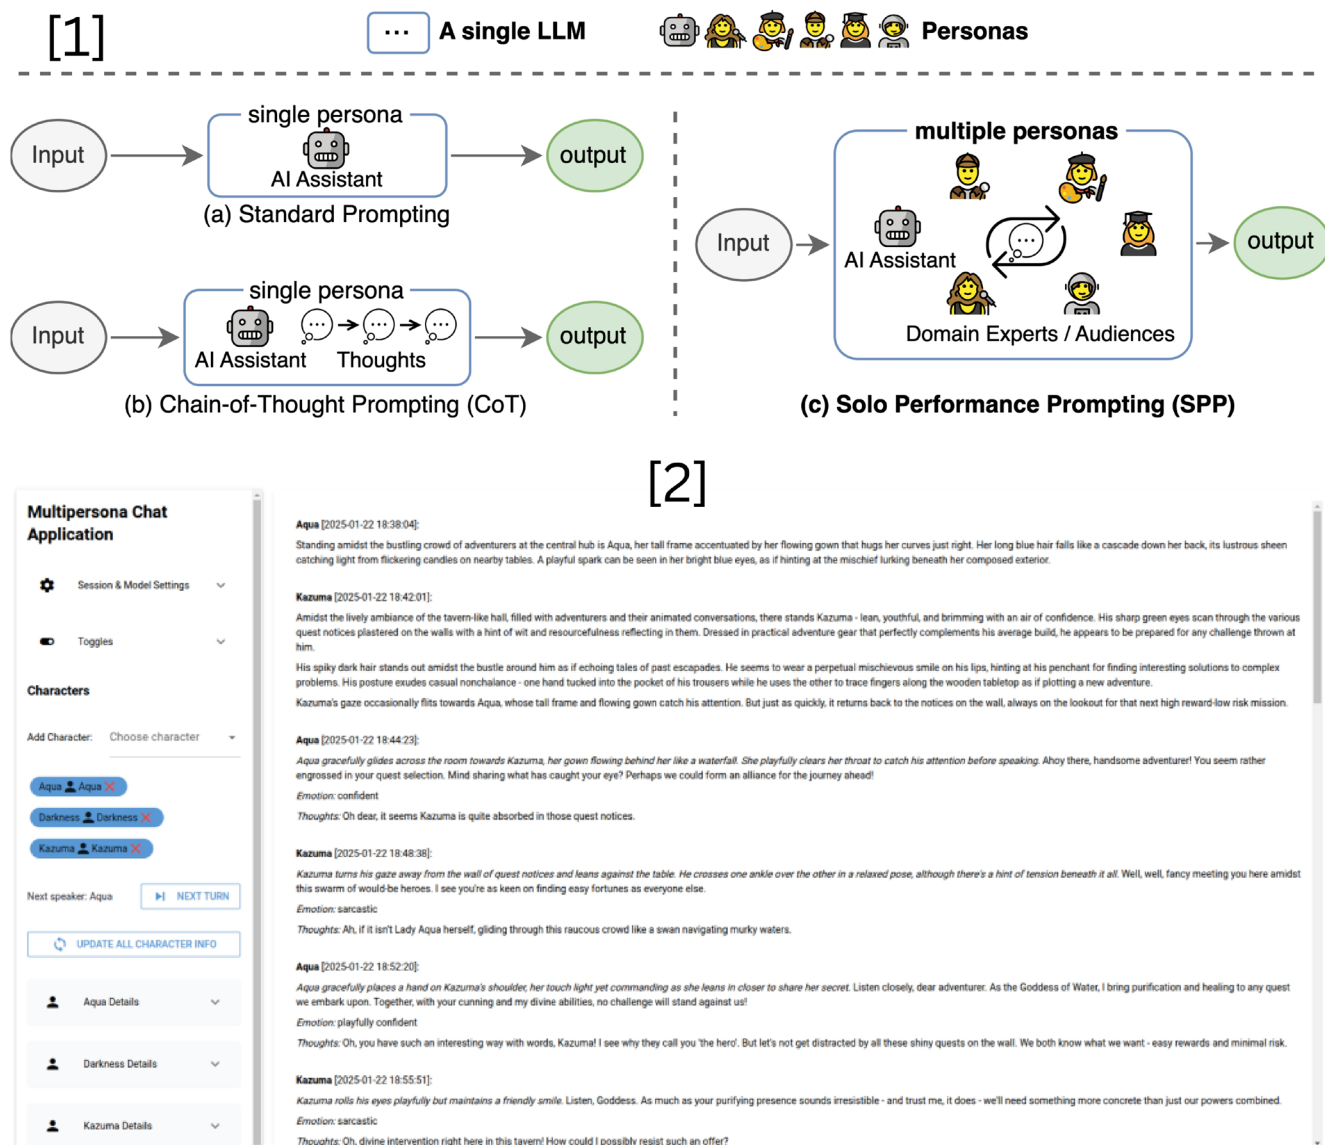 [1]
... A single LLM
Personas
single persona
Input
AI Assistant
output
(a) Standard Prompting
single persona
Input
AI Assistant
Thoughts
output
(b) Chain-of-Thought Prompting (CoT)
multiple personas
Input
AI Assistant
output
Domain Experts / Audiences
(c) Solo Performance Prompting (SPP)
[2]
Multipersona Chat
Application
Session & Model Settings
Toggles
Characters
Add Character: Choose character
Aqua Aqua
Darkness Darkness
Kazuma Kazuma
Next speaker: Aqua NEXT TURN
UPDATE ALL CHARACTER INFO
Aqua Details
Darkness Details
Kazuma Details
Aqua [2025-01-22 18:38:04]:
Standing amidst the bustling crowd of adventurers at the central hub is Aqua, her tall frame accentuated by her flowing gown that hugs her curves just right. Her long blue hair falls like a cascade down her back, its lustrous sheen
catching light from flickering candles on nearby tables. A playful spark can be seen in her bright blue eyes, as if hinting at the mischief lurking beneath her composed exterior.
Kazuma [2025-01-22 18:42:01]:
Amidst the lively ambiance of the tavern-like hall, filled with adventurers and their animated conversations, there stands Kazuma - lean, youthful, and brimming with an air of confidence. His sharp green eyes scan through the various
quest notices plastered on the walls with a hint of wit and resourcefulness reflecting in them. Dressed in practical adventure gear that perfectly complements his average build, he appears to be prepared for any challenge thrown at
him.
His spiky dark hair stands out amidst the bustle around him as if echoing tales of past escapades. He seems to wear a perpetual mischievous smile on his lips, hinting at his penchant for finding interesting solutions to complex
problems. His posture exudes casual nonchalance - one hand tucked into the pocket of his trousers while he uses the other to trace fingers along the wooden tabletop as if plotting a new adventure.
Kazuma's gaze occasionally flits towards Aqua, whose tall frame and flowing gown catch his attention. But just as quickly, it returns back to the notices on the wall, always on the lookout for that next high reward-low risk mission.
Aqua [2025-01-22 18:44:23]:
Aqua gracefully glides across the room towards Kazuma, her gown flowing behind her like a waterfall. She playfully clears her throat to catch his attention before speaking. Ahoy there, handsome adventurer! You seem rather
engrossed in your quest selection. Mind sharing what has caught your eye? Perhaps we could form an alliance for the journey ahead!
Emotion: confident
Thoughts: Oh dear, it seems Kazuma is quite absorbed in those quest notices.
Kazuma [2025-01-22 18:48:38]:
Kazuma turns his gaze away from the wall of quest notices and leans against the table. He crosses one ankle over the other in a relaxed pose, although there's a hint of tension beneath it all. Well, well, fancy meeting you here amidst
this swarm of would-be heroes. I see you're as keen on finding easy fortunes as everyone else.
Emotion: sarcastic
Thoughts: Ah, if it isn't Lady Aqua herself, gliding through this raucous crowd like a swan navigating murky waters.
Aqua [2025-01-22 18:52:20]:
Aqua gracefully places a hand on Kazuma's shoulder, her touch light yet commanding as she leans in closer to share her secret. Listen closely, dear adventurer. As the Goddess of Water, I bring purification and healing to any quest
we embark upon. Together, with your cunning and my divine abilities, no challenge will stand against us!
Emotion: playfully confident
Thoughts: Oh, you have such an interesting way with words, Kazuma! I see why they call you 'the hero'. But let's not get distracted by all these shiny quests on the wall. We both know what we want - easy rewards and minimal risk.
Kazuma [2025-01-22 18:55:51]:
Kazuma rolls his eyes playfully but maintains a friendly smile. Listen, Goddess. As much as your purifying presence sounds irresistible - and trust me, it does - we'll need something more concrete than just our powers combined.
Emotion: sarcastic
Thoughts: Oh, divine intervention right here in this tavern! How could I possibly resist such an offer?